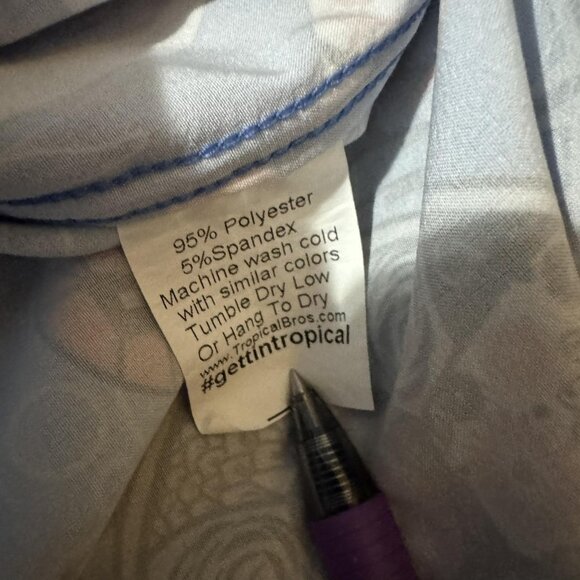 95% Polyester
5%Spandex
Machine wash cold
with similar colors
Tumble Dry Low
Or Hang To Dry
www.TropicalBros.com
#gettintropical